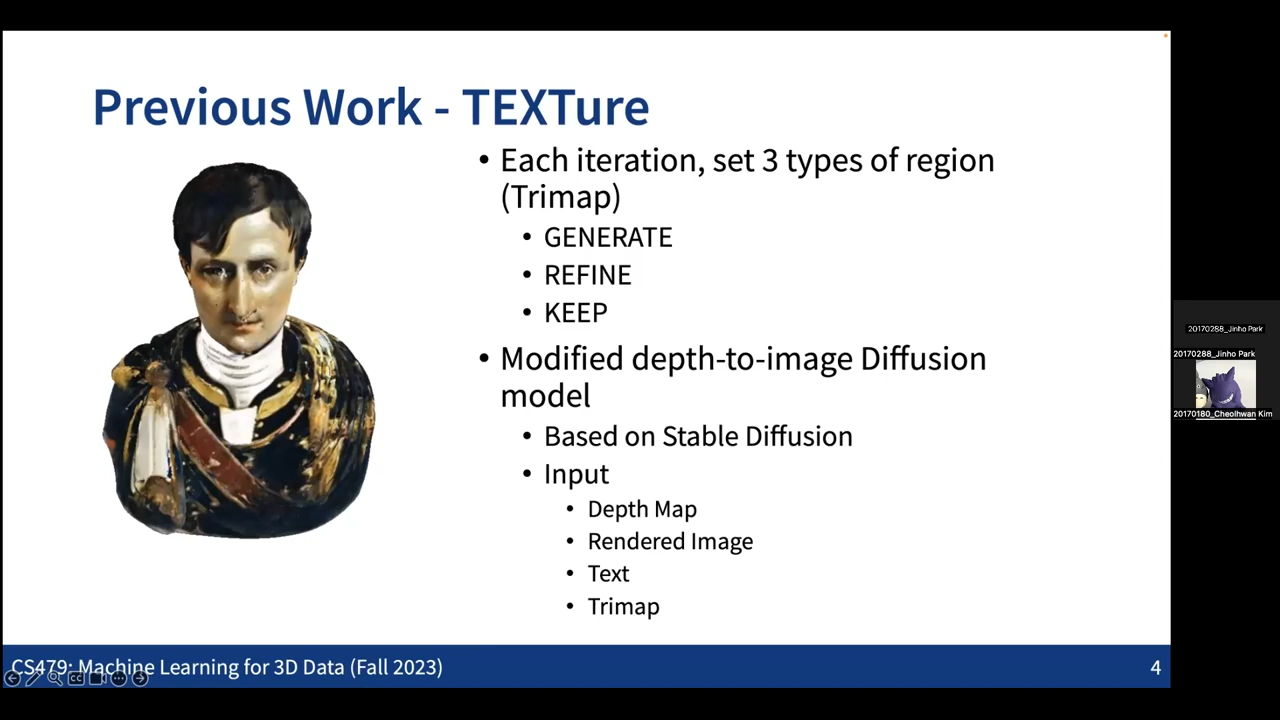 Previous Work - TEXTure
• Each iteration, set 3 types of region
(Trimap)
• GENERATE
• REFINE
• KEEP
• Modified depth-to-image Diffusion
model
• Based on Stable Diffusion
• Input
• Depth Map
• Rendered Image
• Text
• Trimap
CS479: Machine Learning for 3D Data (Fall 2023)
4
20170288_Jinho Park
20170288_Jinho Park
20170180_Cheolhwan Kim